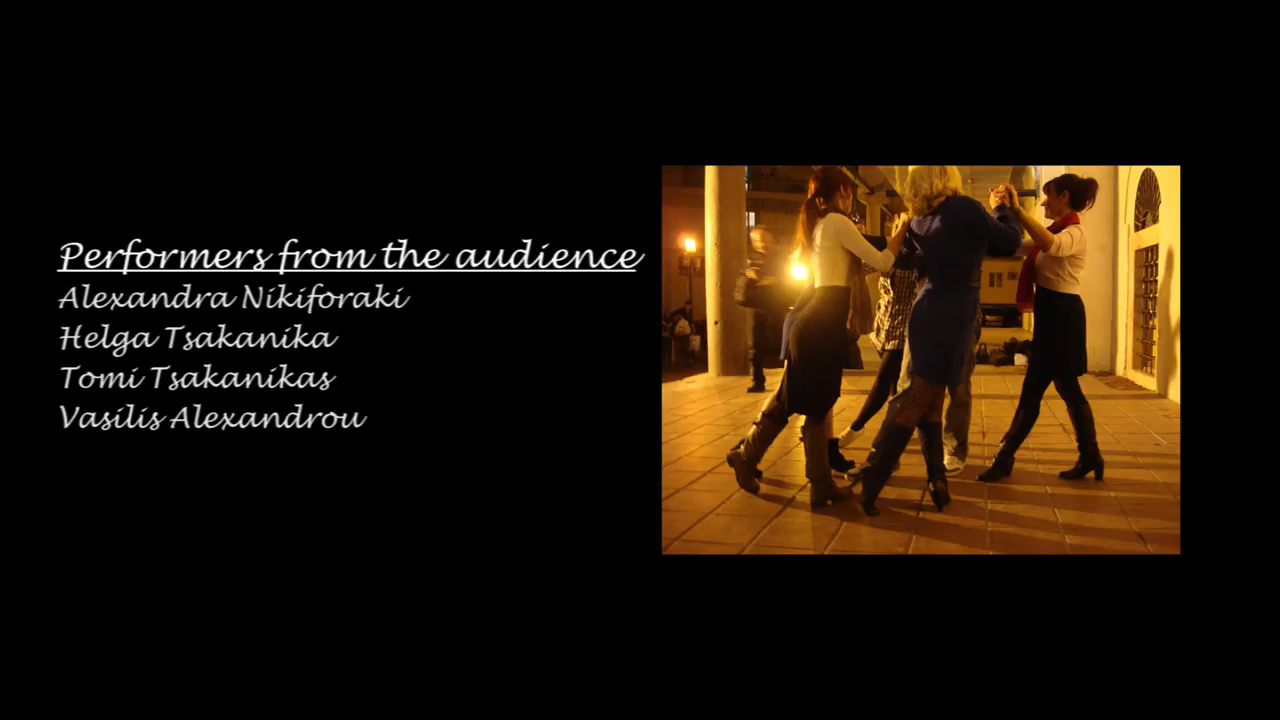 Performers from the audience
Alexandra Nikiforaki
Helga Tsakanika
Tomi Tsakanikas
Vasilis Alexandrou